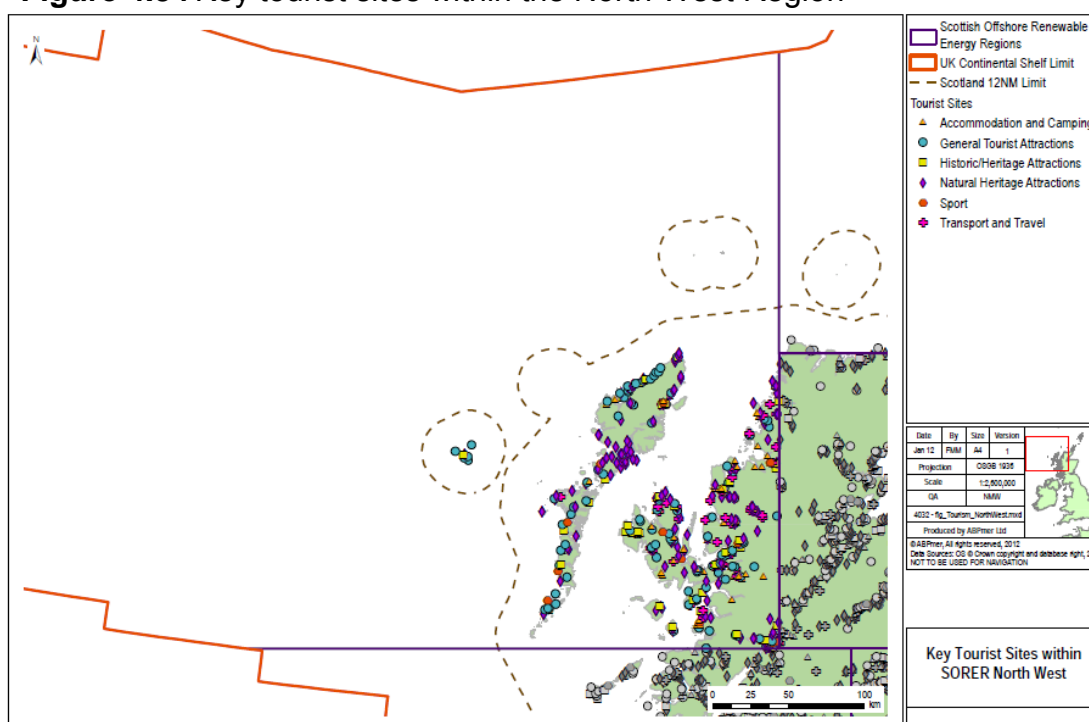 Key tourist sites within the North West Region
N
Scottish Offshore Renewable
Energy Regions
UK Continental Shelf Limit
Scotland 12NM Limit
Tourist Sites
Accommodation and Camping
General Tourist Attractions
Historic/Heritage Attractions
Natural Heritage Attractions
Sport
Transport and Travel
Date By Size Version
Jan 12 FMM A4 1
Projection OSGB 1936
Scale 1:2,600,000
QA NMW
4032 - fig_Tourism_NorthWest.mxd
Produced by ABPmer Ltd
© ABPmer, All rights reserved, 2012
Data Sources: OS © Crown copyright and database right,
NOT TO BE USED FOR NAVIGATION
Key Tourist Sites within
SORER North West
0 25 50 100
km